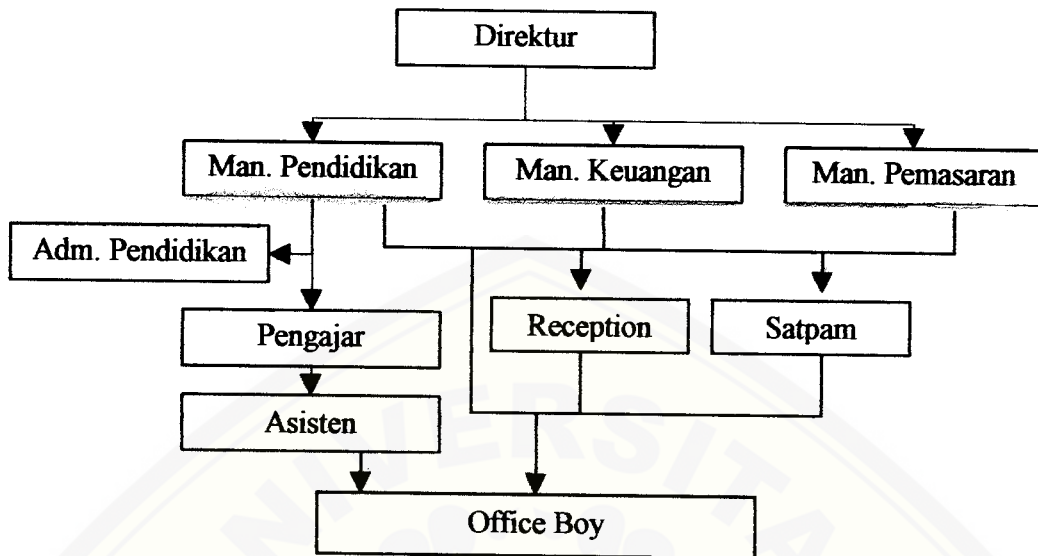 Direktur
Man. Pendidikan
Man. Keuangan
Man. Pemasaran
Adm. Pendidikan
Reception
Satpam
Pengajar
Asisten
Office Boy